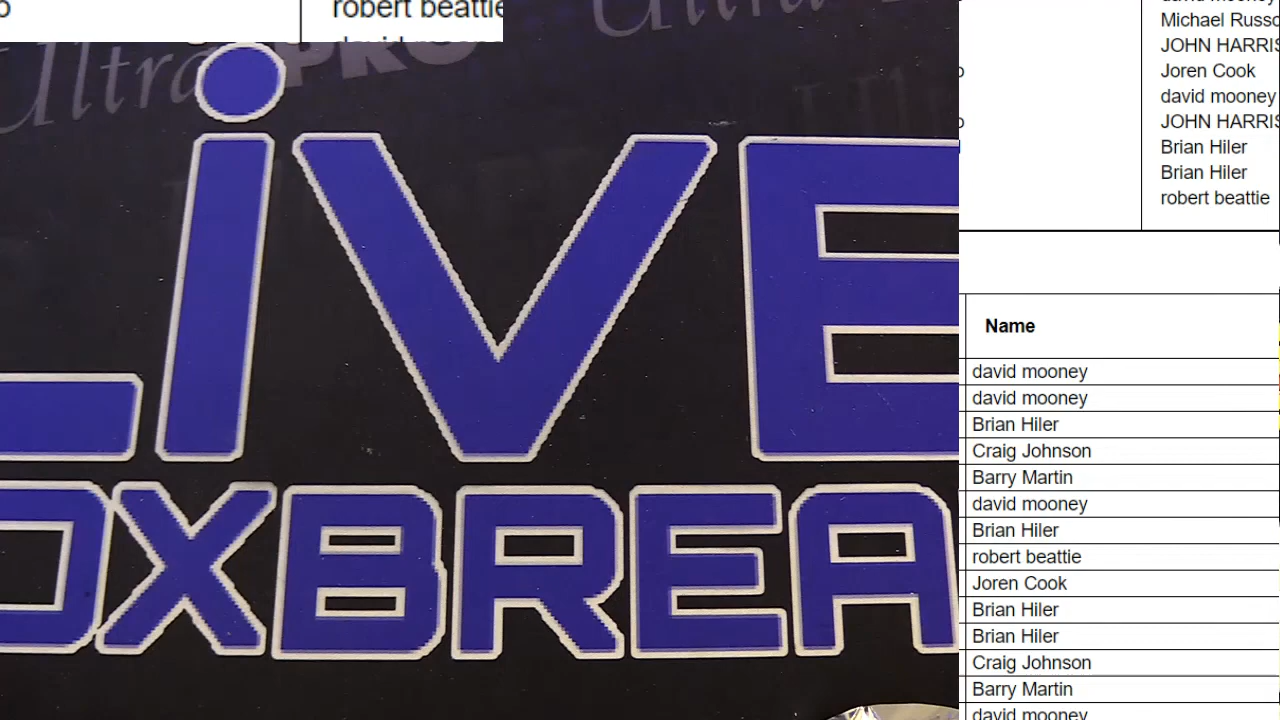 robert beattie
Ultra PRO
Ultra
LiVE
OXBREA
Michael Russo
JOHN HARRIS
Joren Cook
david mooney
JOHN HARRIS
Brian Hiler
Brian Hiler
robert beattie
Name
david mooney
david mooney
Brian Hiler
Craig Johnson
Barry Martin
david mooney
Brian Hiler
robert beattie
Joren Cook
Brian Hiler
Brian Hiler
Craig Johnson
Barry Martin
david mooney